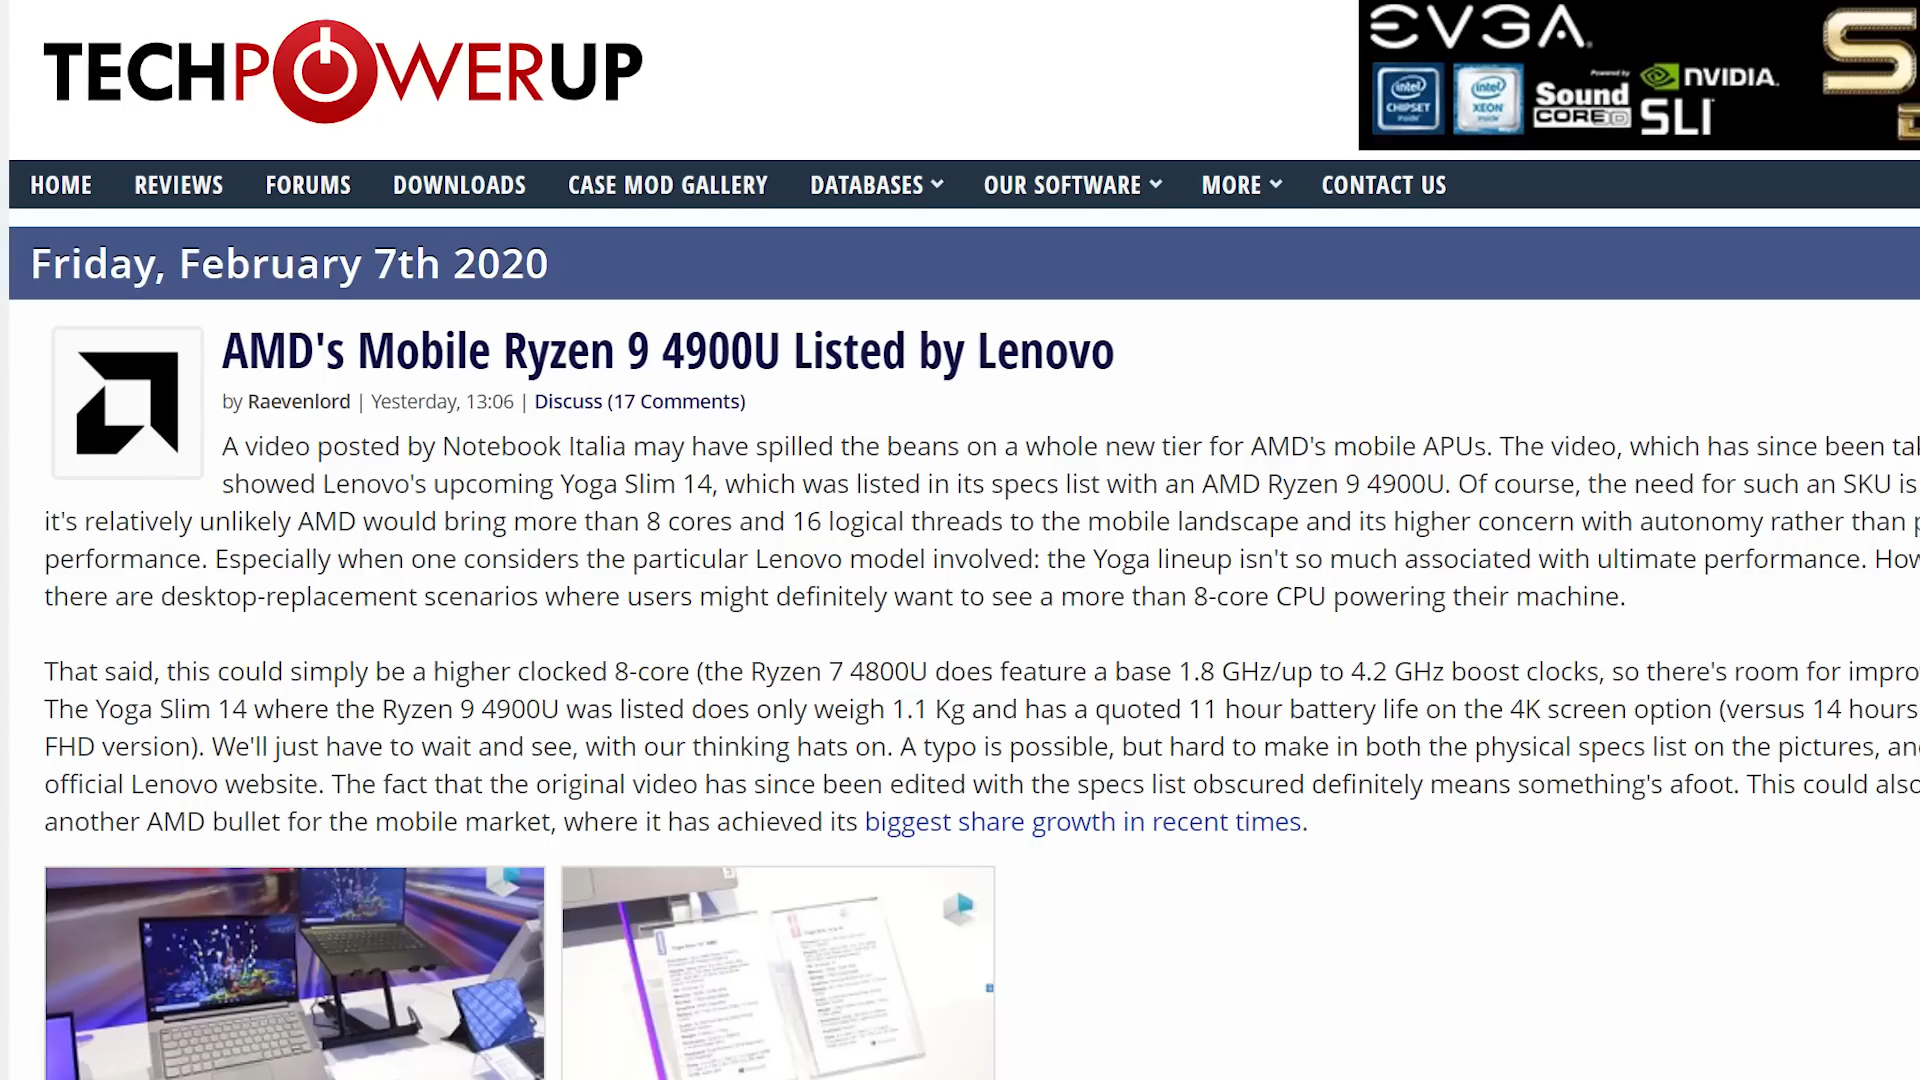 TECHPOWERUP
EVGA
intel CHIPSET inside
intel XEON inside
Sound CORE3D
Powered by NVIDIA. SLI
HOME REVIEWS FORUMS DOWNLOADS CASE MOD GALLERY DATABASES OUR SOFTWARE MORE CONTACT US
Friday, February 7th 2020
AMD's Mobile Ryzen 9 4900U Listed by Lenovo
by Raevenlord | Yesterday, 13:06 | Discuss (17 Comments)
A video posted by Notebook Italia may have spilled the beans on a whole new tier for AMD's mobile APUs. The video, which has since been
showed Lenovo's upcoming Yoga Slim 14, which was listed in its specs list with an AMD Ryzen 9 4900U. Of course, the need for such an SKU is
it's relatively unlikely AMD would bring more than 8 cores and 16 logical threads to the mobile landscape and its higher concern with autonomy rather than
performance. Especially when one considers the particular Lenovo model involved: the Yoga lineup isn't so much associated with ultimate performance.
there are desktop-replacement scenarios where users might definitely want to see a more than 8-core CPU powering their machine.
That said, this could simply be a higher clocked 8-core (the Ryzen 7 4800U does feature a base 1.8 GHz/up to 4.2 GHz boost clocks, so there's room for
The Yoga Slim 14 where the Ryzen 9 4900U was listed does only weigh 1.1 Kg and has a quoted 11 hour battery life on the 4K screen option (versus 14 hours
FHD version). We'll just have to wait and see, with our thinking hats on. A typo is possible, but hard to make in both the physical specs list on the pictures,
official Lenovo website. The fact that the original video has since been edited with the specs list obscured definitely means something's afoot. This could also
another AMD bullet for the mobile market, where it has achieved its biggest share growth in recent times.